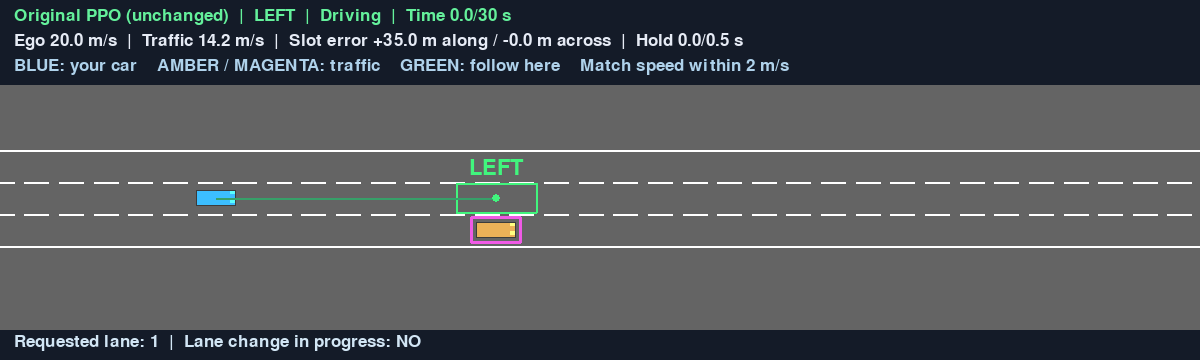 Original PPO (unchanged) | LEFT | Driving | Time 0.0/30 s
Ego 20.0 m/s | Traffic 14.2 m/s | Slot error +35.0 m along / -0.0 m across | Hold 0.0/0.5 s
BLUE: your car AMBER / MAGENTA: traffic GREEN: follow here Match speed within 2 m/s
LEFT
Requested lane: 1 | Lane change in progress: NO